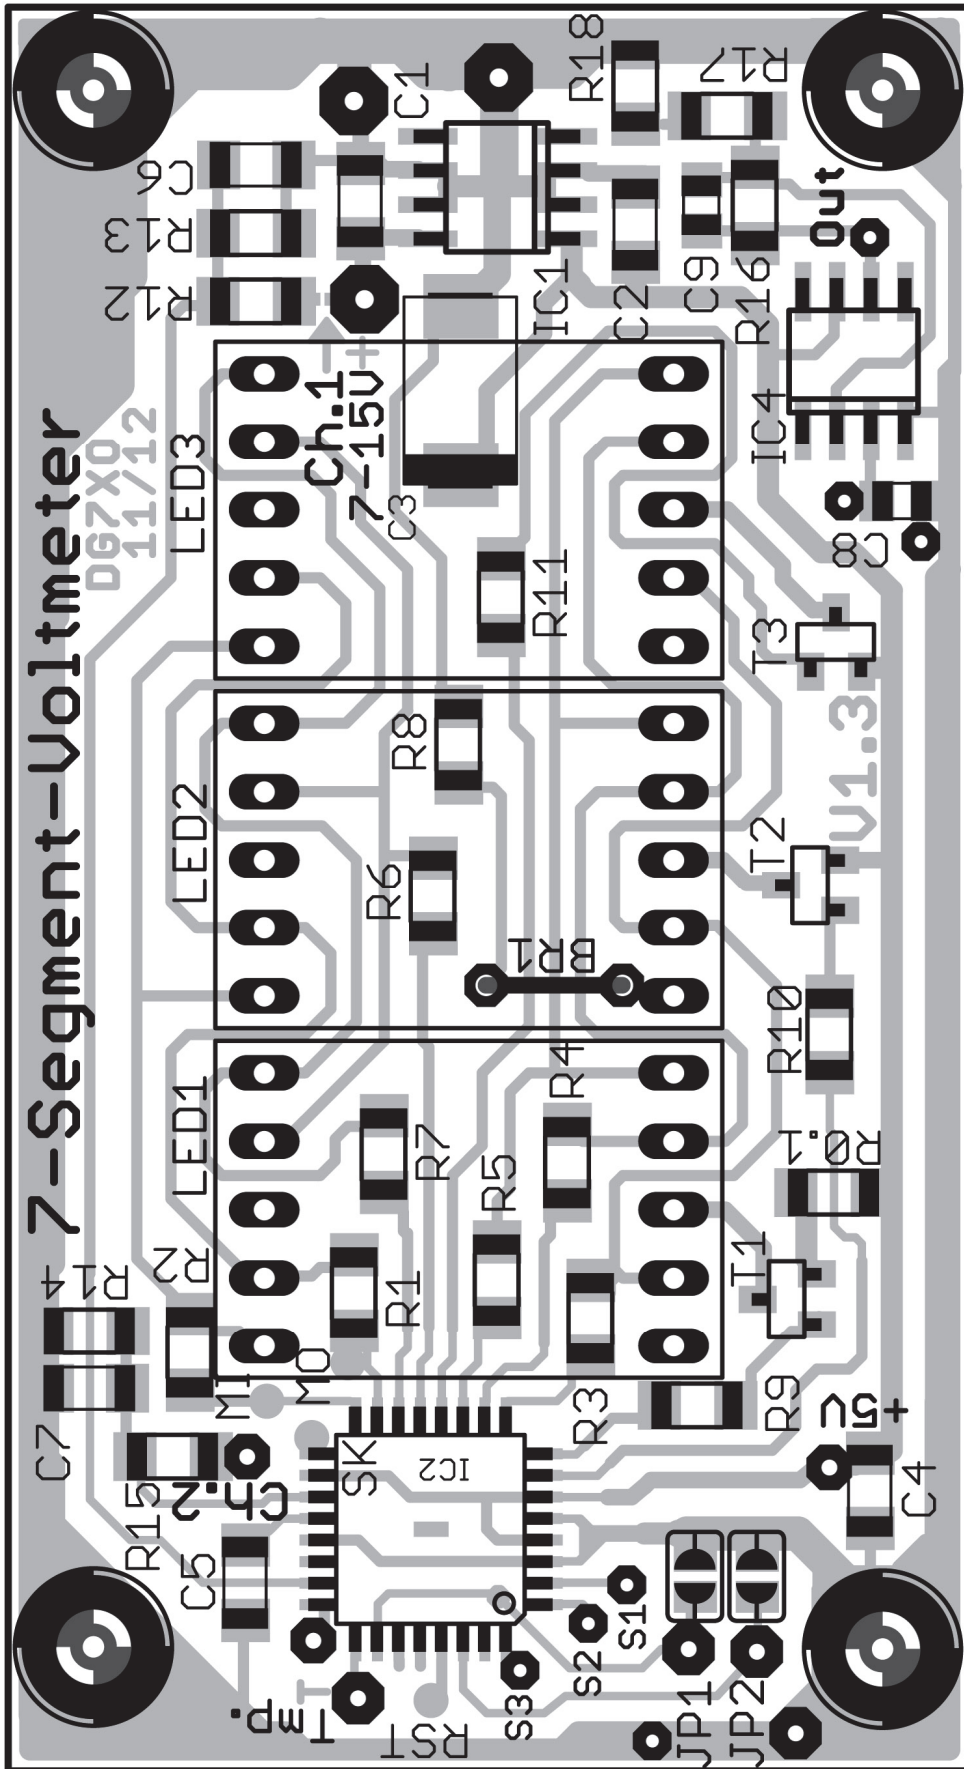 R18
R17
C1
C6
R13
R12
Out
IC1
C2
C9
R16
Ch.1
7-15V
+
LED3
IC4
C3
7-Segment-Voltmeter
DG7XO
11/12
C8
R11
T3
R8
V1.3
LED2
T2
R6
BR1
R10
R4
LED1
R7
R5
R0.1
R2
R14
T1
R1
M1
M0
R3
R9
+5V
C7
SK
IC2
Ch.2
R15
C4
C5
S1
S2
S3
Tmp.
RST
JP1
JP2